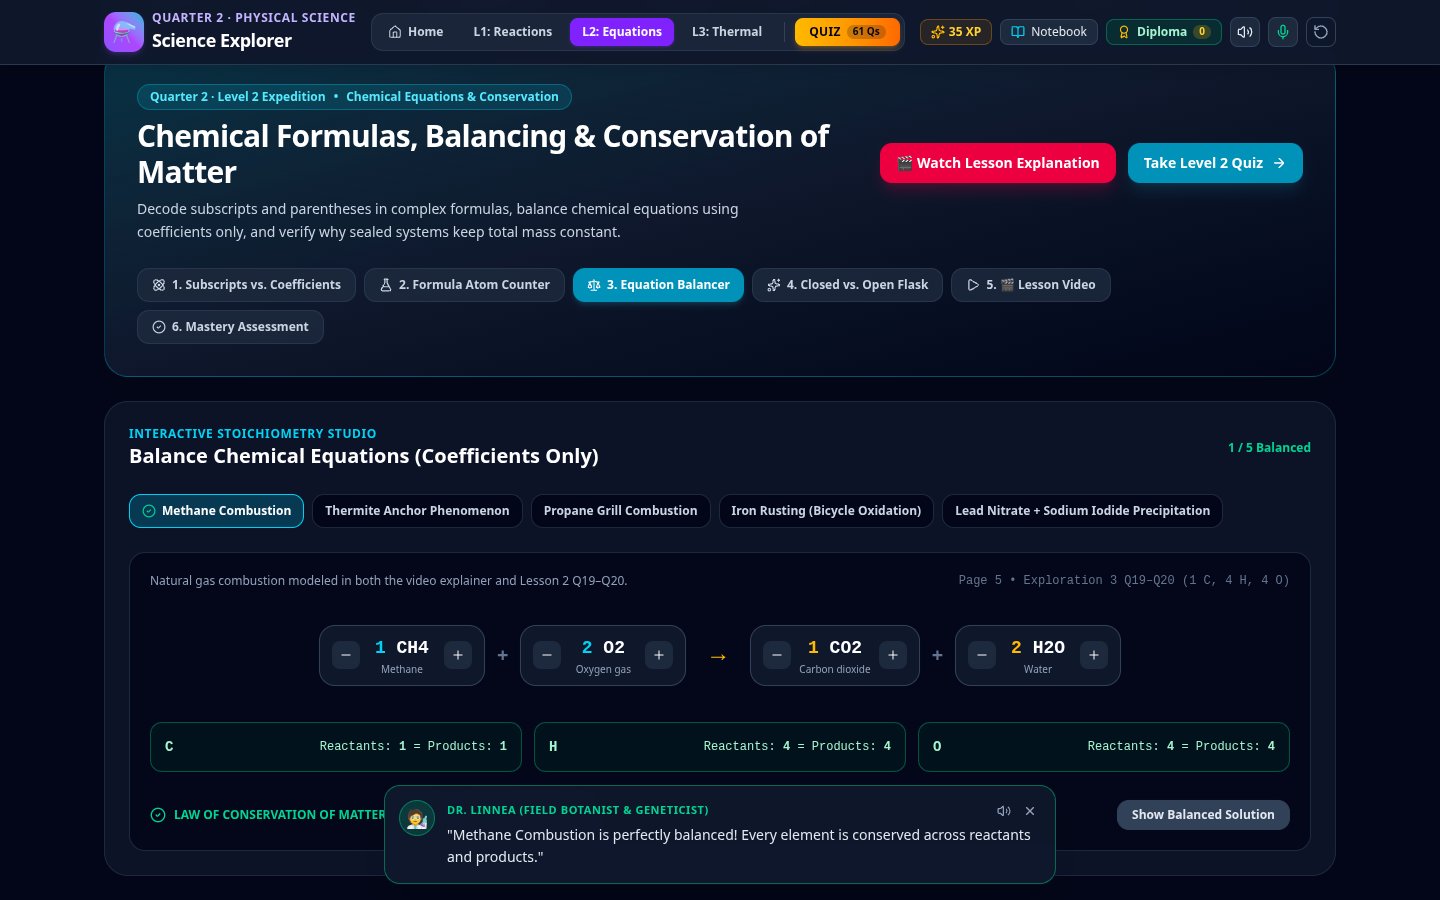 QUARTER 2 · PHYSICAL SCIENCE
Science Explorer
Home
L1: Reactions
L2: Equations
L3: Thermal
QUIZ 61 Qs
35 XP
Notebook
Diploma 0
Quarter 2 · Level 2 Expedition • Chemical Equations & Conservation
Chemical Formulas, Balancing & Conservation of
Matter
🎬 Watch Lesson Explanation
Take Level 2 Quiz →
Decode subscripts and parentheses in complex formulas, balance chemical equations using
coefficients only, and verify why sealed systems keep total mass constant.
1. Subscripts vs. Coefficients
2. Formula Atom Counter
3. Equation Balancer
4. Closed vs. Open Flask
5. 🎬 Lesson Video
6. Mastery Assessment
INTERACTIVE STOICHIOMETRY STUDIO
Balance Chemical Equations (Coefficients Only)
1 / 5 Balanced
Methane Combustion
Thermite Anchor Phenomenon
Propane Grill Combustion
Iron Rusting (Bicycle Oxidation)
Lead Nitrate + Sodium Iodide Precipitation
Natural gas combustion modeled in both the video explainer and Lesson 2 Q19–Q20.
Page 5 • Exploration 3 Q19–Q20 (1 C, 4 H, 4 O)
− 1 CH4 + + − 2 O2 + → − 1 CO2 + + − 2 H2O +
Methane
Oxygen gas
Carbon dioxide
Water
C Reactants: 1 = Products: 1
H Reactants: 4 = Products: 4
O Reactants: 4 = Products: 4
LAW OF CONSERVATION OF MATTER
Show Balanced Solution
DR. LINNEA (FIELD BOTANIST & GENETICIST)
"Methane Combustion is perfectly balanced! Every element is conserved across reactants
and products."